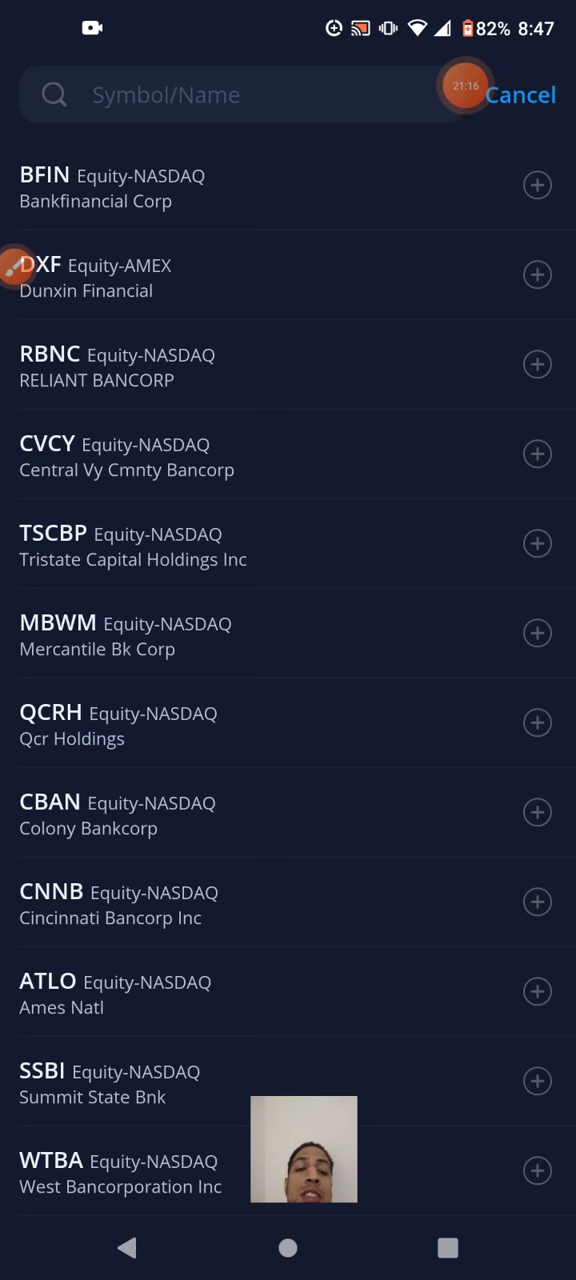 82% 8:47
Symbol/Name
21:16
Cancel
BFIN Equity-NASDAQ
Bankfinancial Corp
DXF Equity-AMEX
Dunxin Financial
RBNC Equity-NASDAQ
RELIANT BANCORP
CVCY Equity-NASDAQ
Central Vy Cmnty Bancorp
TSCBP Equity-NASDAQ
Tristate Capital Holdings Inc
MBWM Equity-NASDAQ
Mercantile Bk Corp
QCRH Equity-NASDAQ
Qcr Holdings
CBAN Equity-NASDAQ
Colony Bankcorp
CNNB Equity-NASDAQ
Cincinnati Bancorp Inc
ATLO Equity-NASDAQ
Ames Natl
SSBI Equity-NASDAQ
Summit State Bnk
WTBA Equity-NASDAQ
West Bancorporation Inc